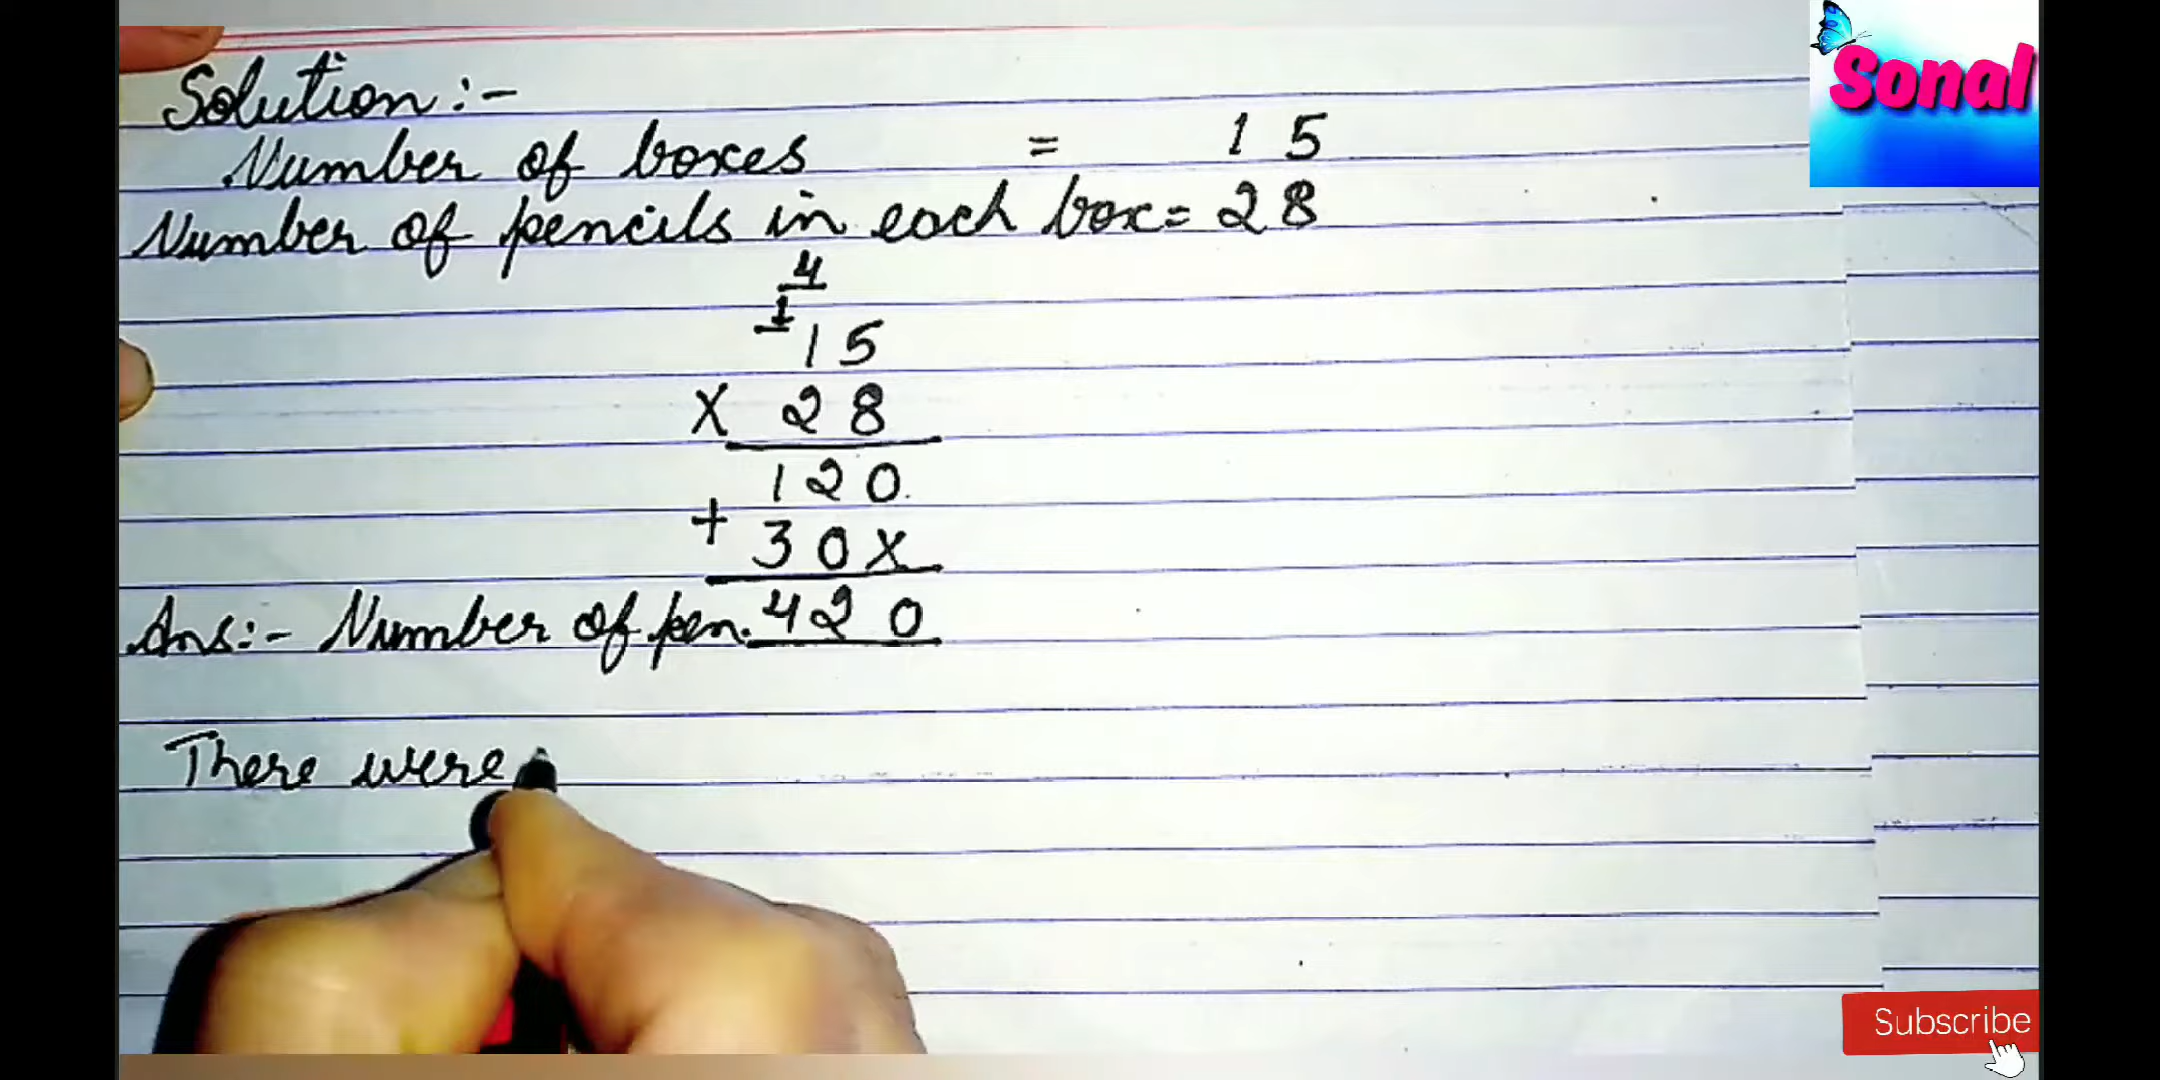 Solution:-
Number of boxes = 15
Number of pencils in each box = 28
4
1
15
X 28
120
+ 30x
Ans:- Number of pen. 420
There were
Sonal
Subscribe